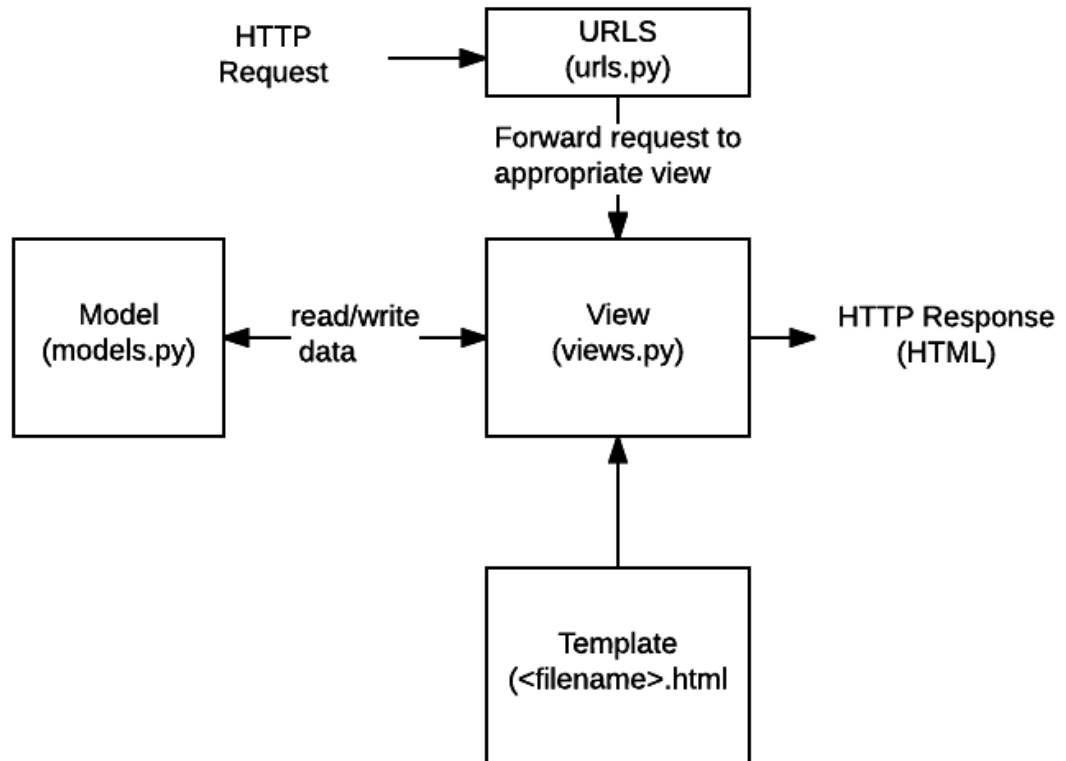 HTTP
Request
URLS
(urls.py)
Forward request to
appropriate view
Model
(models.py)
read/write
data
View
(views.py)
HTTP Response
(HTML)
Template
(<filename>.html